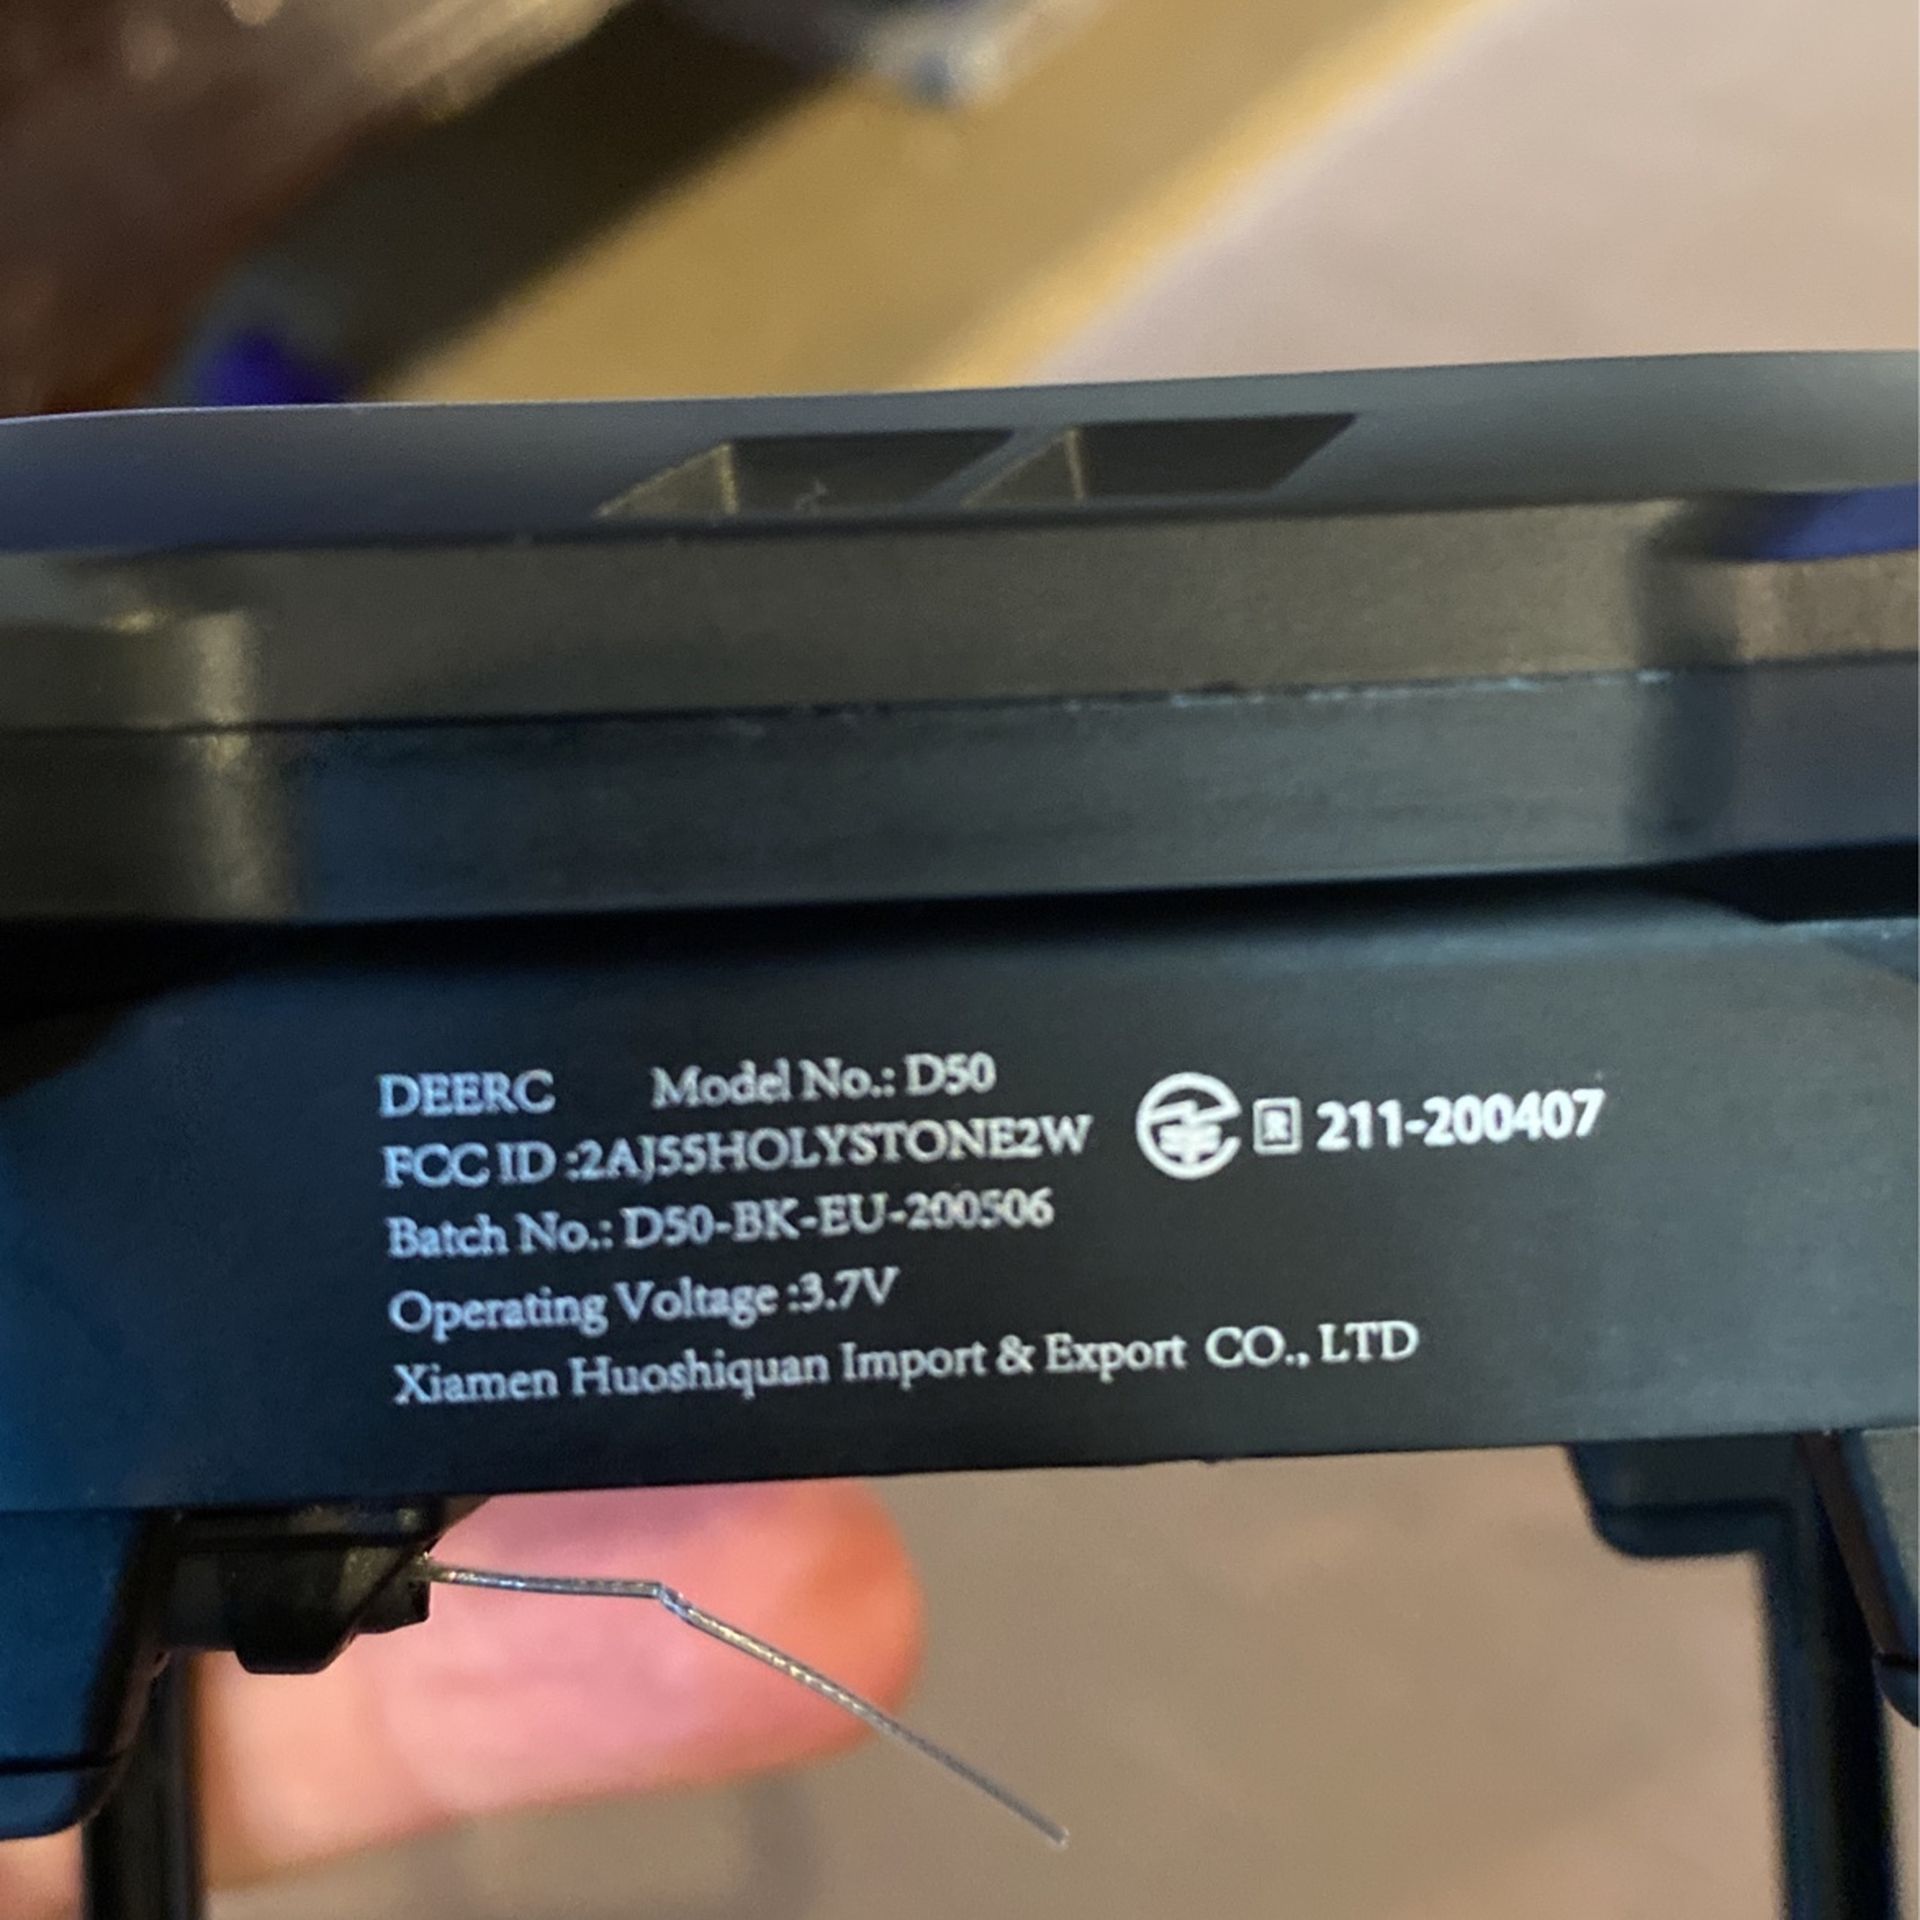 DEERC Model No.: D50
FCC ID :2AJ55HOLYSTONE2W
R 211-200407
Batch No.: D50-BK-EU-200506
Operating Voltage :3.7V
Xiamen Huoshiquan Import & Export CO., LTD